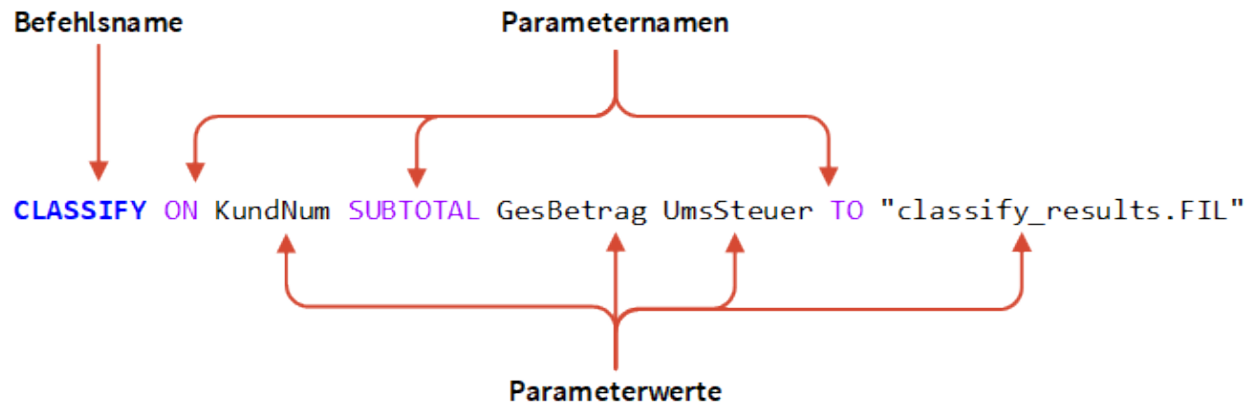 Befehlsname Parameternamen
CLASSIFY ON KundNum SUBTOTAL GesBetrag UmsSteuer TO "classify_results.FIL"
Parameterwerte